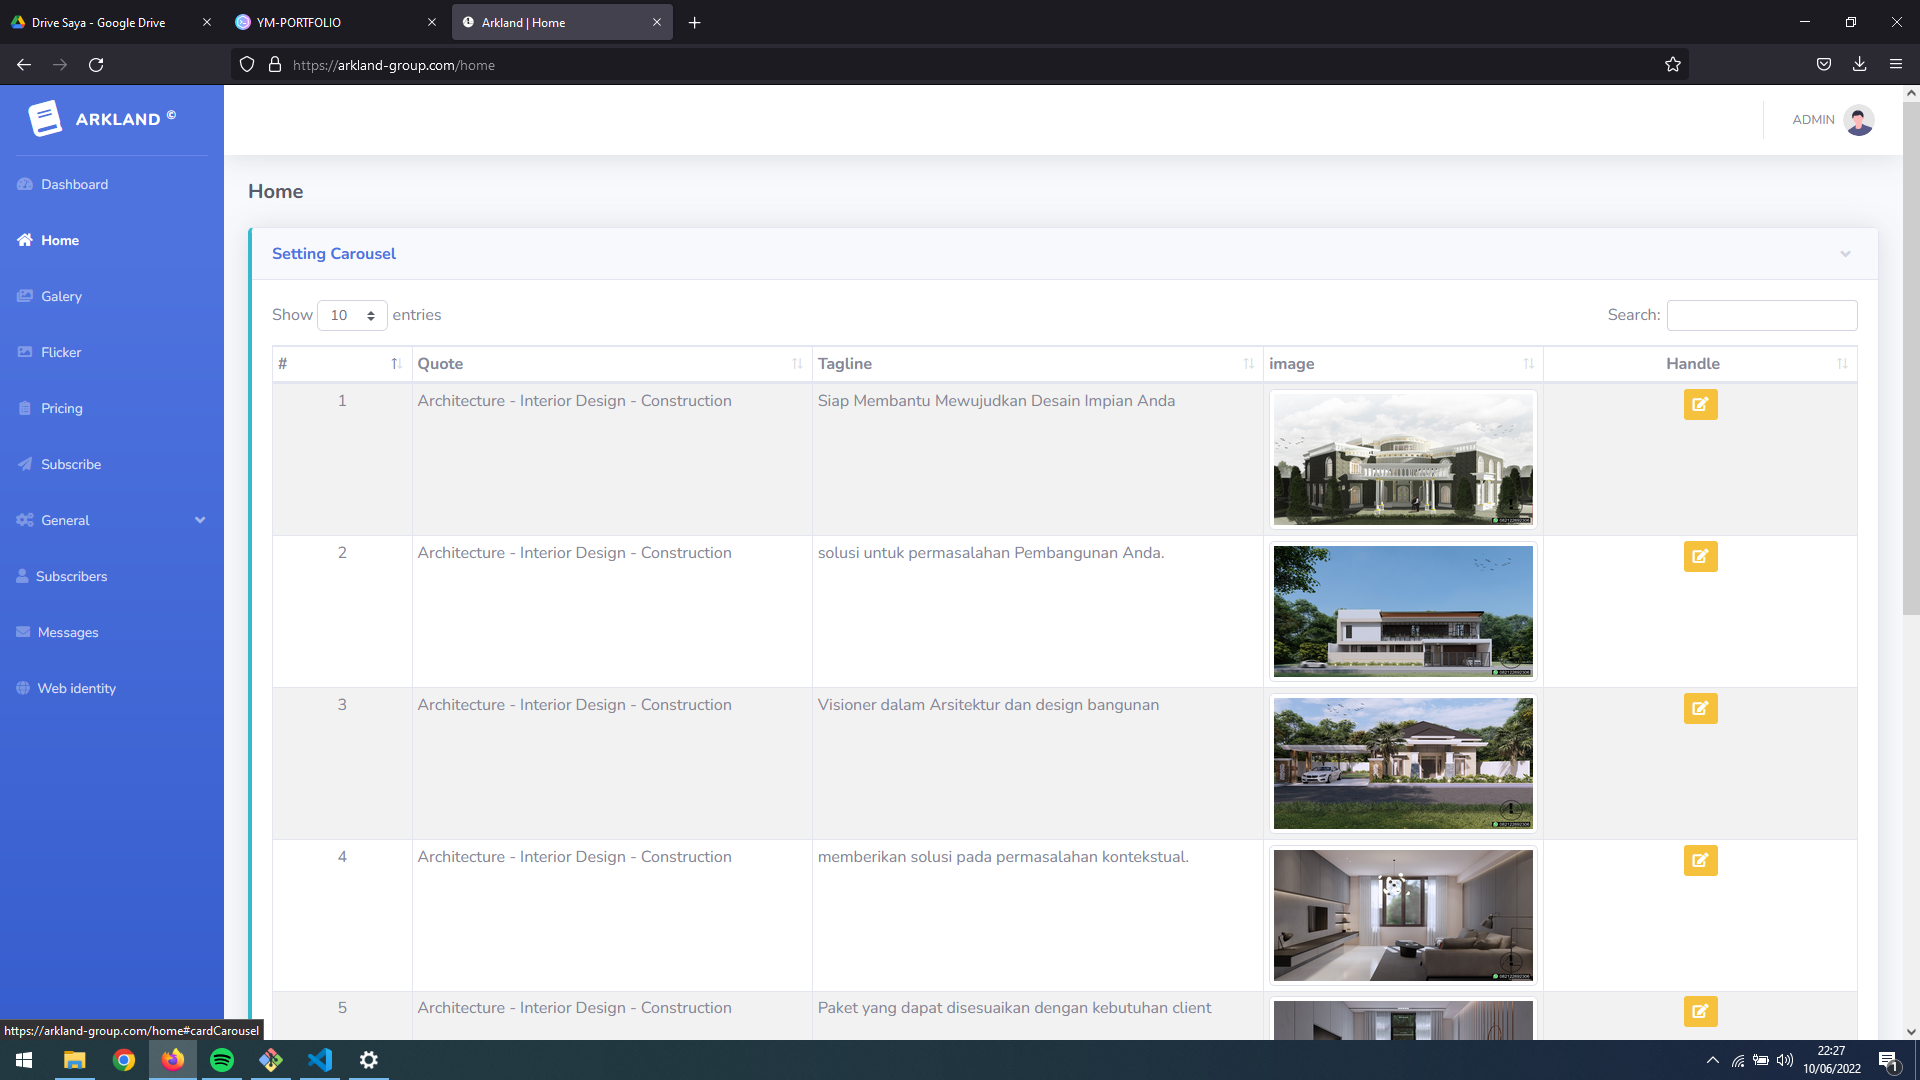 Drive Saya - Google Drive
YM-PORTFOLIO
Arkland | Home
https://arkland-group.com/home
ARKLAND ©
ADMIN
Dashboard
Home
Galery
Flicker
Pricing
Subscribe
General
Subscribers
Messages
Web identity
Home
Setting Carousel
Show 10 entries
Search:
# Quote Tagline image Handle
1 Architecture - Interior Design - Construction Siap Membantu Mewujudkan Desain Impian Anda
2 Architecture - Interior Design - Construction solusi untuk permasalahan Pembangunan Anda.
3 Architecture - Interior Design - Construction Visioner dalam Arsitektur dan design bangunan
4 Architecture - Interior Design - Construction memberikan solusi pada permasalahan kontekstual.
5 Architecture - Interior Design - Construction Paket yang dapat disesuaikan dengan kebutuhan client
https://arkland-group.com/home#cardCarousel
22:27
10/06/2022
1